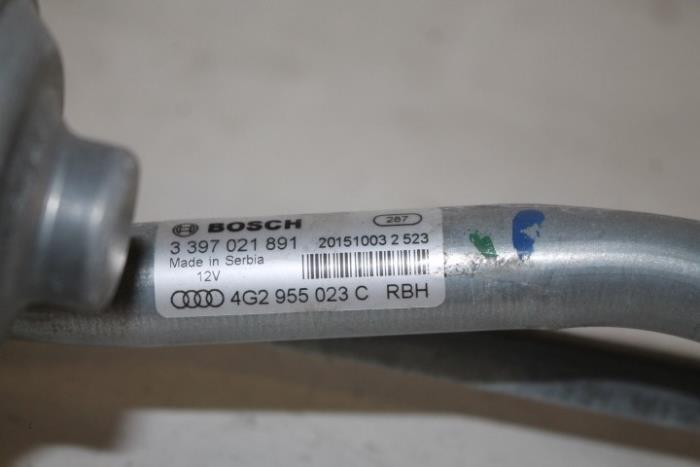 BOSCH 287
3 397 021 891 20151003 2 523
Made in Serbia
12V
4G2 955 023 C RBH